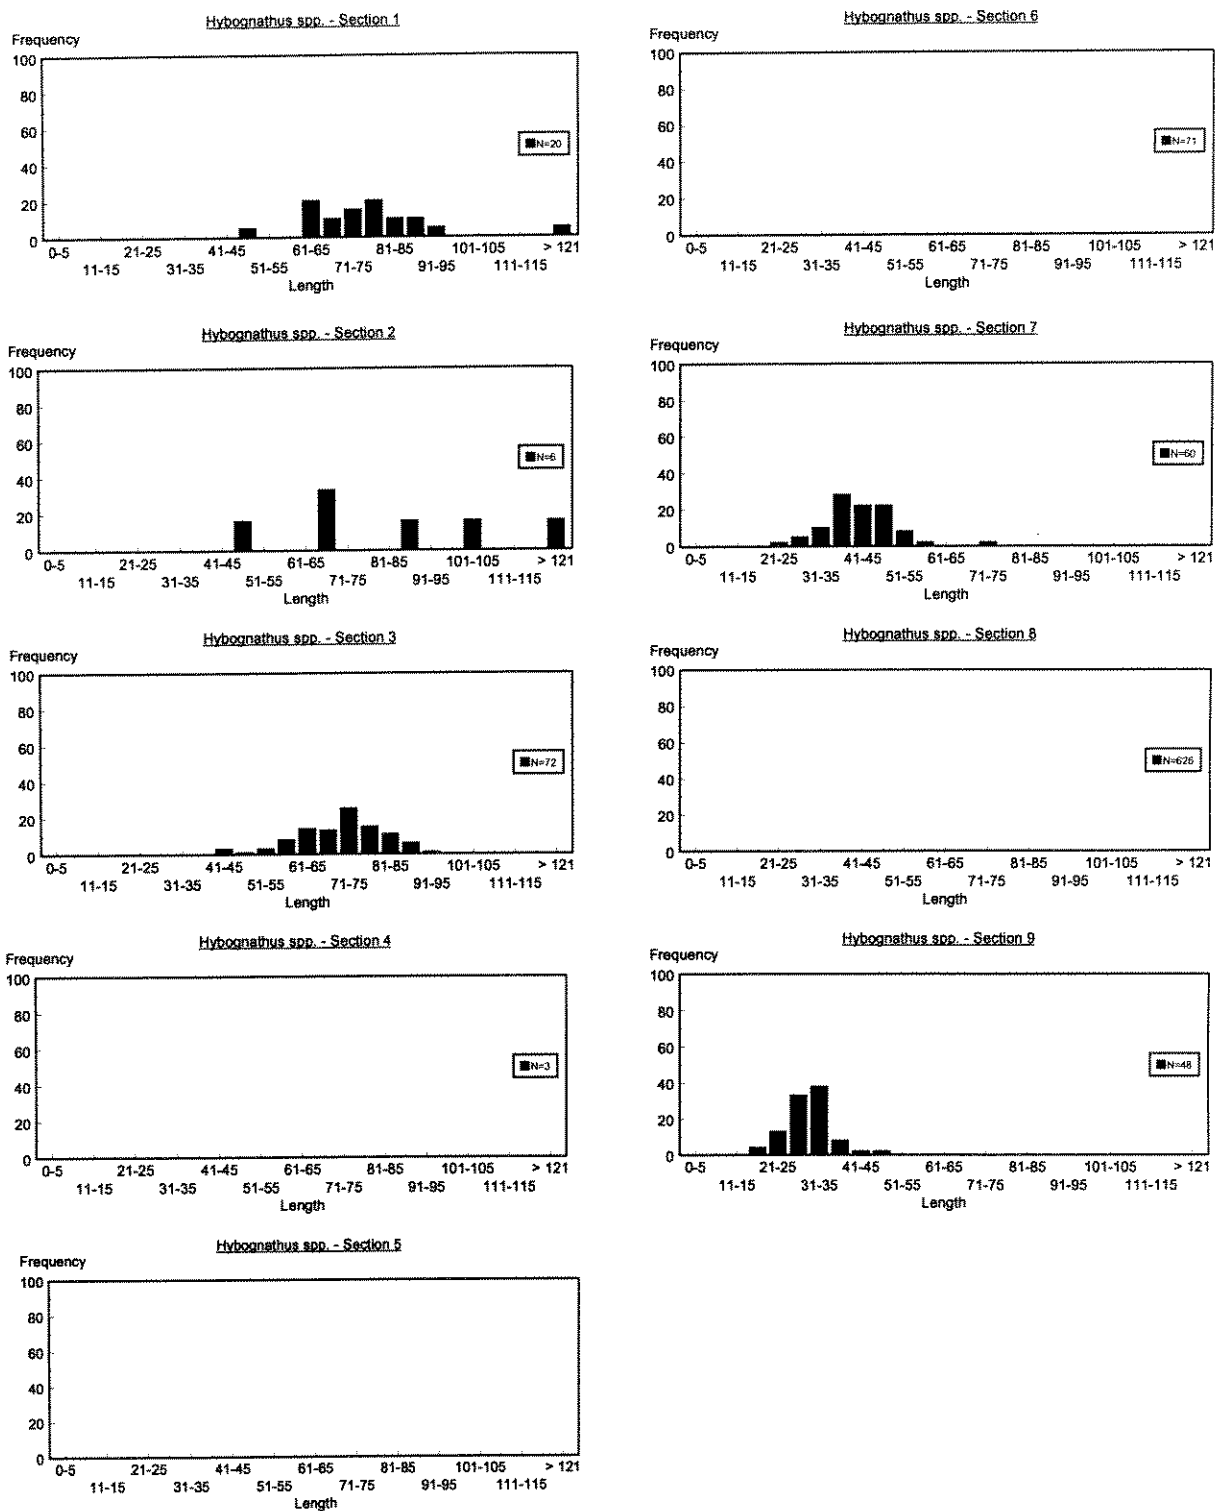 Hybognathus spp. - Section 1
Frequency
100
80
60
40
20
0
N=20
0-5 21-25 41-45 61-65 81-85 101-105 > 121
11-15 31-35 51-55 71-75 91-95 111-115
Length
Hybognathus spp. - Section 2
Frequency
100
80
60
40
20
0
N=6
0-5 21-25 41-45 61-65 81-85 101-105 > 121
11-15 31-35 51-55 71-75 91-95 111-115
Length
Hybognathus spp. - Section 3
Frequency
100
80
60
40
20
0
N=72
0-5 21-25 41-45 61-65 81-85 101-105 > 121
11-15 31-35 51-55 71-75 91-95 111-115
Length
Hybognathus spp. - Section 4
Frequency
100
80
60
40
20
0
N=3
0-5 21-25 41-45 61-65 81-85 101-105 > 121
11-15 31-35 51-55 71-75 91-95 111-115
Length
Hybognathus spp. - Section 5
Frequency
100
80
60
40
20
0
0-5 21-25 41-45 61-65 81-85 101-105 > 121
11-15 31-35 51-55 71-75 91-95 111-115
Length
Hybognathus spp. - Section 6
Frequency
100
80
60
40
20
0
N=71
0-5 21-25 41-45 61-65 81-85 101-105 > 121
11-15 31-35 51-55 71-75 91-95 111-115
Length
Hybognathus spp. - Section 7
Frequency
100
80
60
40
20
0
N=60
0-5 21-25 41-45 61-65 81-85 101-105 > 121
11-15 31-35 51-55 71-75 91-95 111-115
Length
Hybognathus spp. - Section 8
Frequency
100
80
60
40
20
0
N=626
0-5 21-25 41-45 61-65 81-85 101-105 > 121
11-15 31-35 51-55 71-75 91-95 111-115
Length
Hybognathus spp. - Section 9
Frequency
100
80
60
40
20
0
N=48
0-5 21-25 41-45 61-65 81-85 101-105 > 121
11-15 31-35 51-55 71-75 91-95 111-115
Length